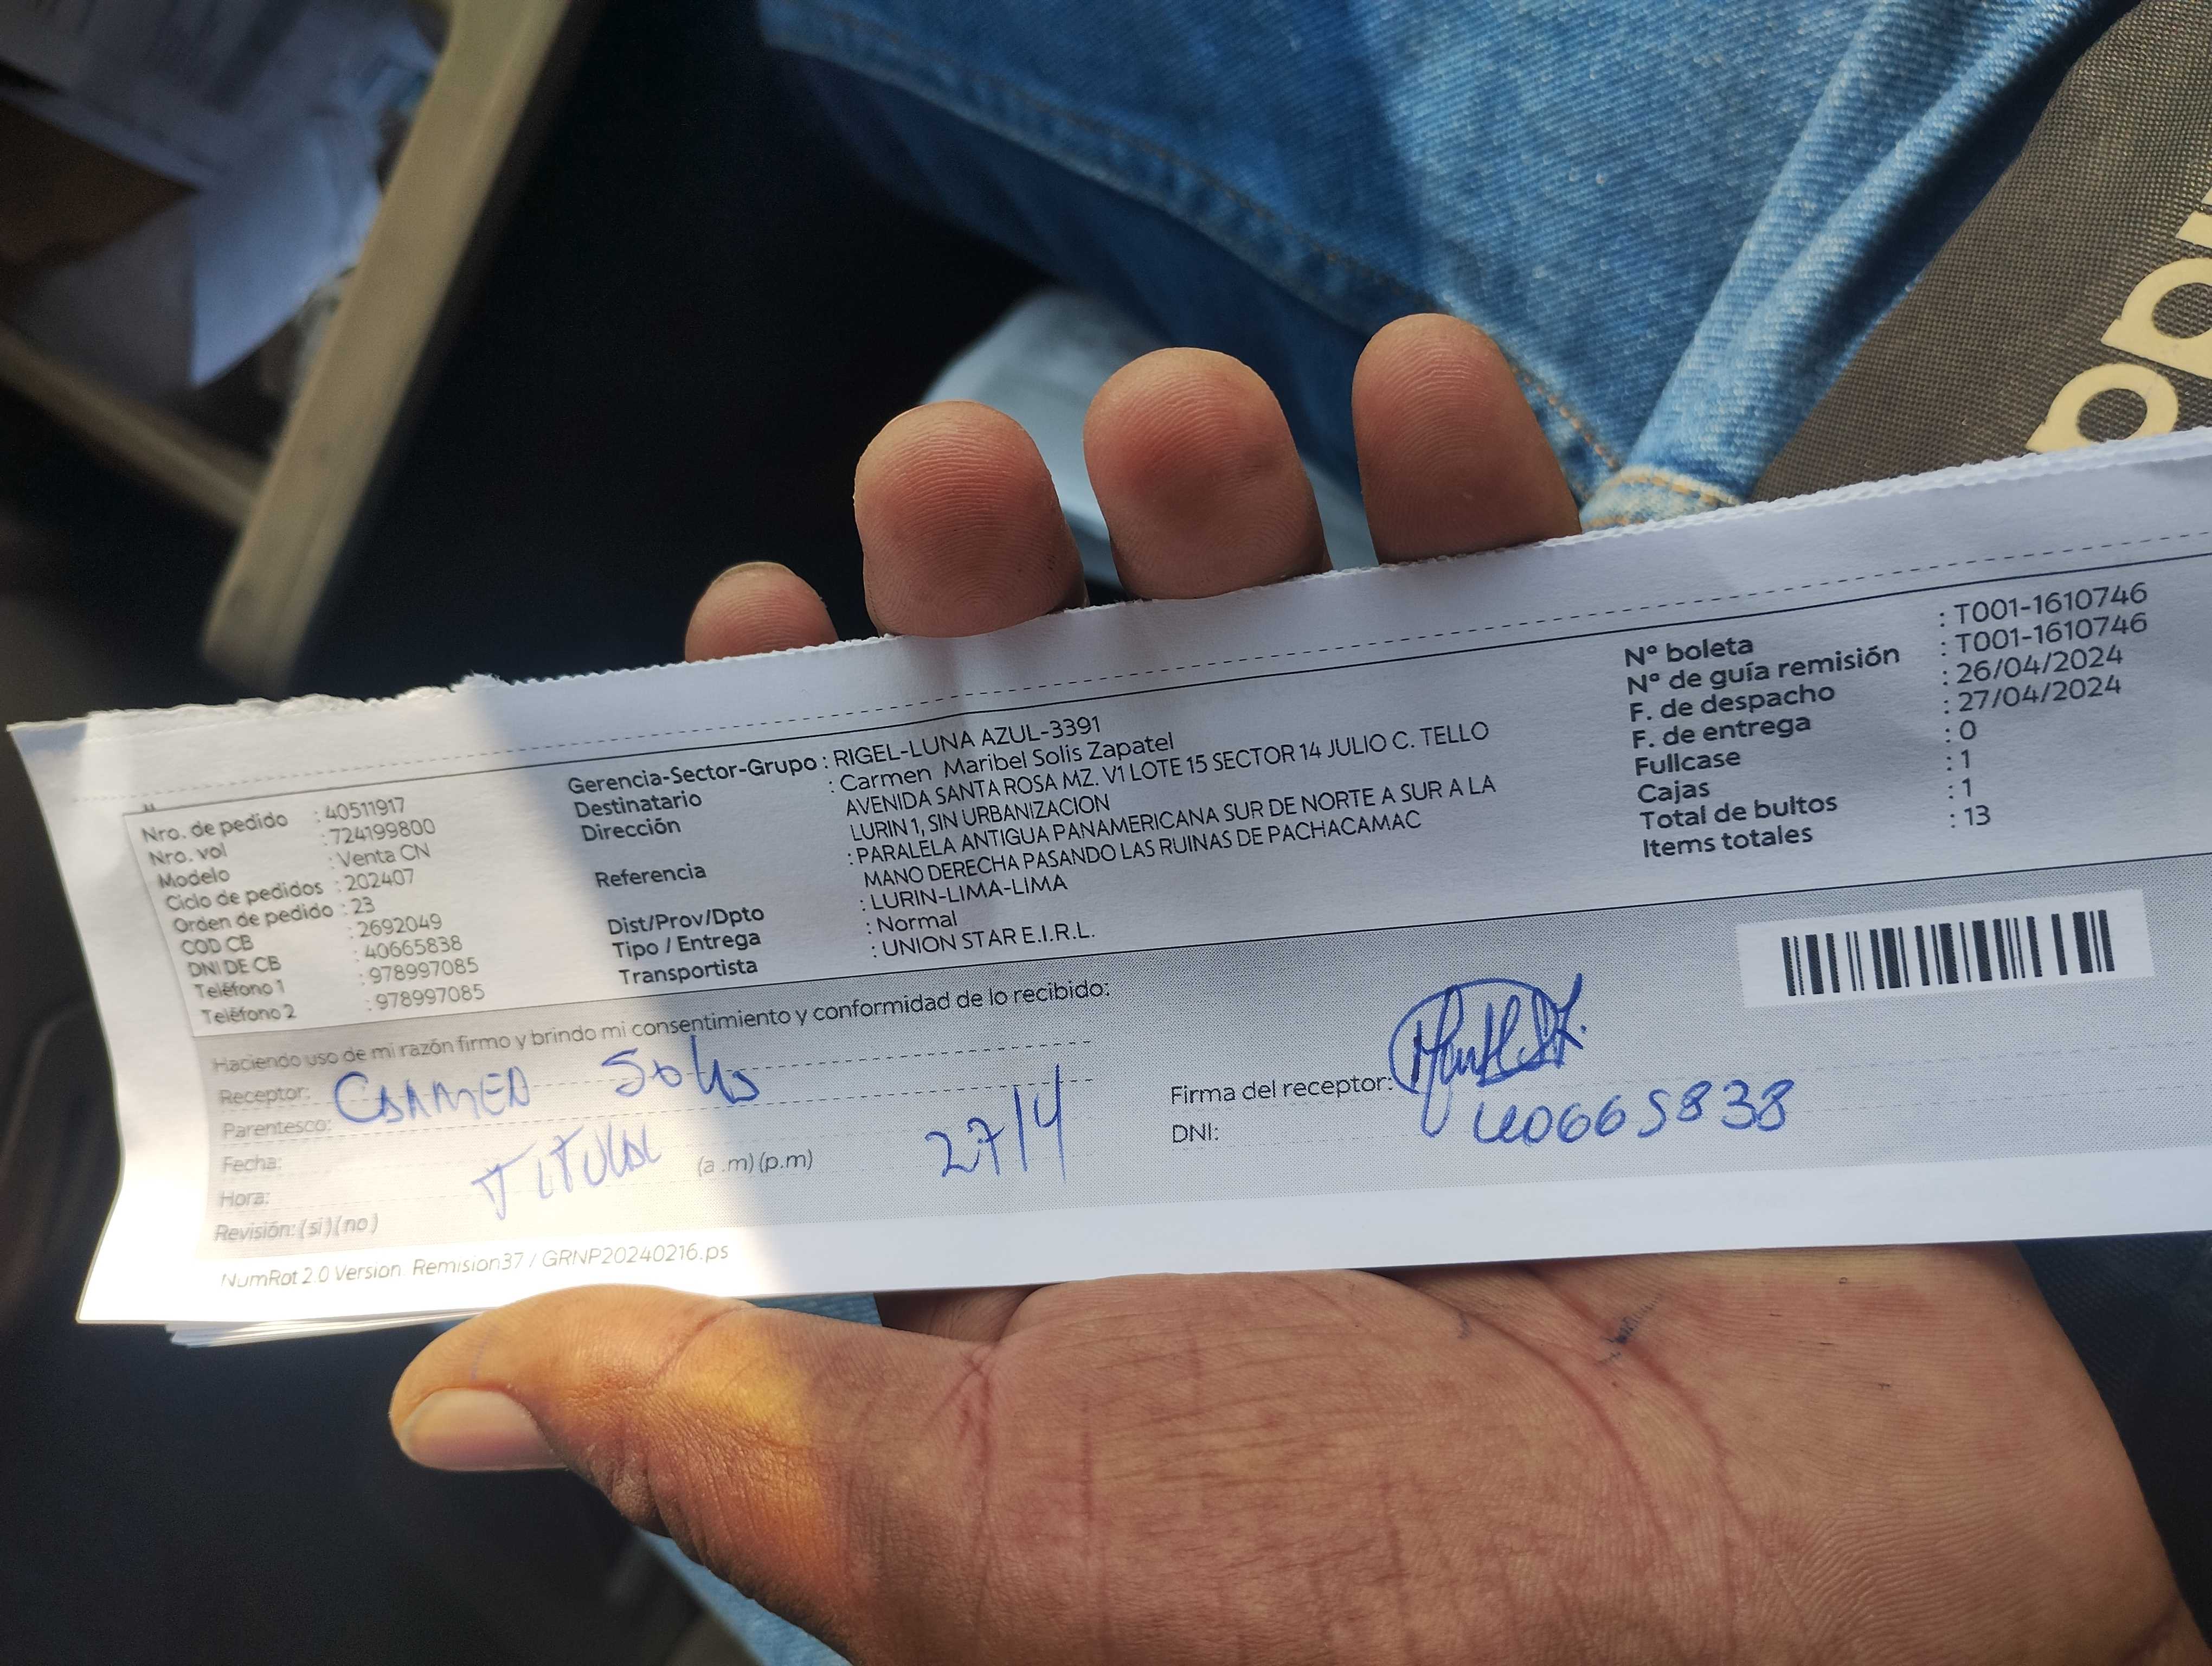 Nro. de pedido : 40511917
Nro. vol : 724199800
Modelo : Venta CN
Ciclo de pedidos : 202407
Orden de pedido : 23
COD CB : 2692049
DNI DE CB : 40665838
Teléfono 1 : 978997085
Teléfono 2 : 978997085
Gerencia-Sector-Grupo : RIGEL-LUNA AZUL-3391
Destinatario : Carmen Maribel Solis Zapatel
Dirección AVENIDA SANTA ROSA MZ. V1 LOTE 15 SECTOR 14 JULIO C. TELLO
LURIN 1, SIN URBANIZACION
Referencia : PARALELA ANTIGUA PANAMERICANA SUR DE NORTE A SUR A LA
MANO DERECHA PASANDO LAS RUINAS DE PACHACAMAC
Dist/Prov/Dpto : LURIN-LIMA-LIMA
Tipo / Entrega : Normal
Transportista : UNION STAR E.I.R.L.
Nº boleta : T001-1610746
Nº de guía remisión : T001-1610746
F. de despacho : 26/04/2024
F. de entrega : 27/04/2024
Fullcase : 0
Cajas : 1
Total de bultos : 1
Items totales : 13
Haciendo uso de mi razón firmo y brindo mi consentimiento y conformidad de lo recibido:
Receptor: CARMEN Solis
Parentesco: TITULAR
Fecha: 27/4
Hora: (a .m) (p.m)
Revisión: (si) (no)
Firma del receptor:
DNI: 40665838
NumRot 2.0 Version Remision37 / GRNP20240216.ps